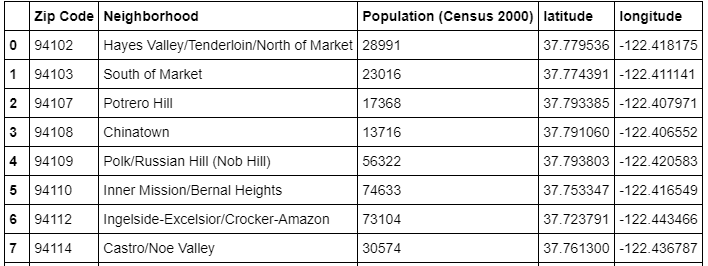 Zip Code Neighborhood Population (Census 2000) latitude longitude
0 94102 Hayes Valley/Tenderloin/North of Market 28991 37.779536 -122.418175
1 94103 South of Market 23016 37.774391 -122.411141
2 94107 Potrero Hill 17368 37.793385 -122.407971
3 94108 Chinatown 13716 37.791060 -122.406552
4 94109 Polk/Russian Hill (Nob Hill) 56322 37.793803 -122.420583
5 94110 Inner Mission/Bernal Heights 74633 37.753347 -122.416549
6 94112 Ingelside-Excelsior/Crocker-Amazon 73104 37.723791 -122.443466
7 94114 Castro/Noe Valley 30574 37.761300 -122.436787